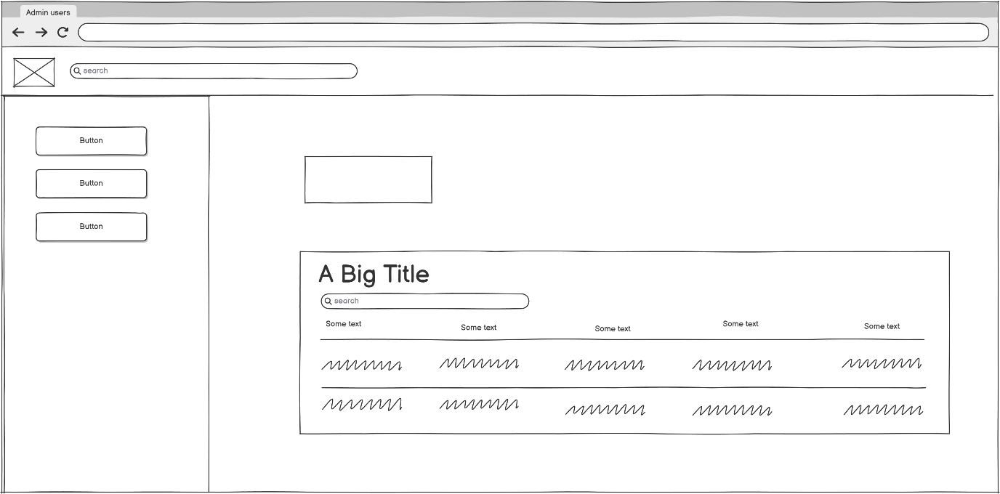 Admin users
search
Button
Button
Button
A Big Title
search
Some text Some text Some text Some text Some text